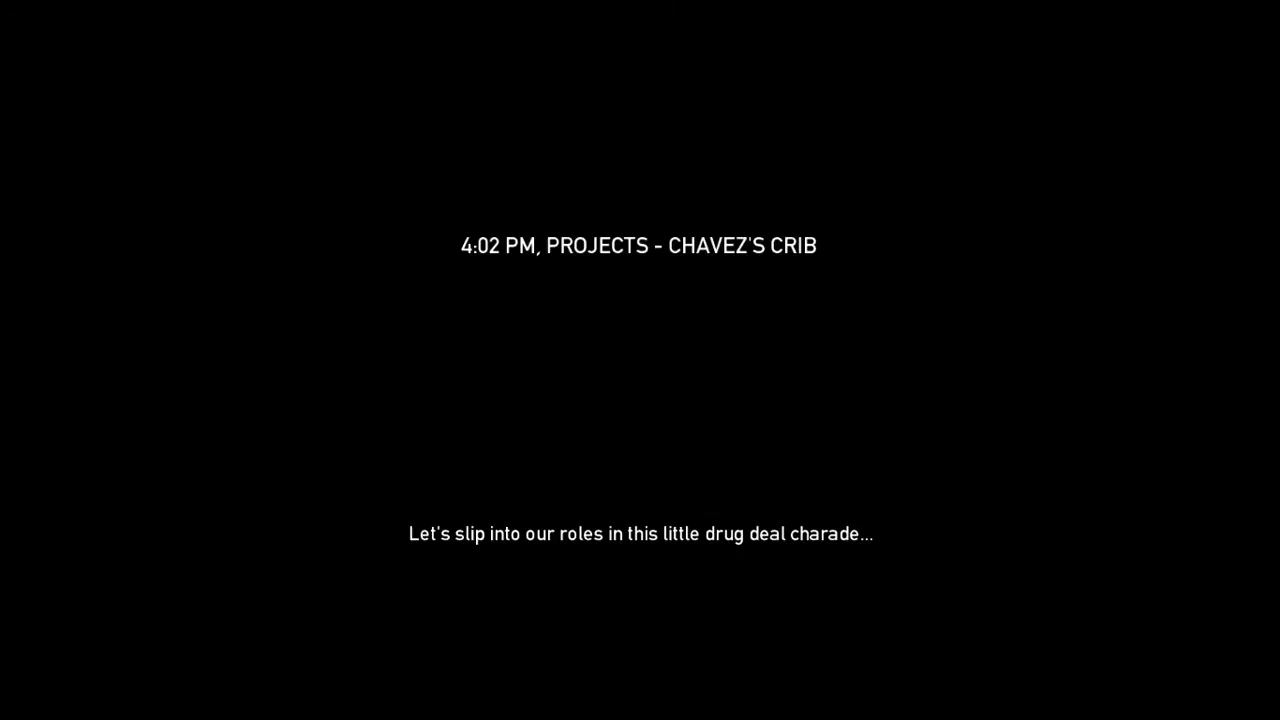 4:02 PM, PROJECTS - CHAVEZ'S CRIB
Let's slip into our roles in this little drug deal charade...